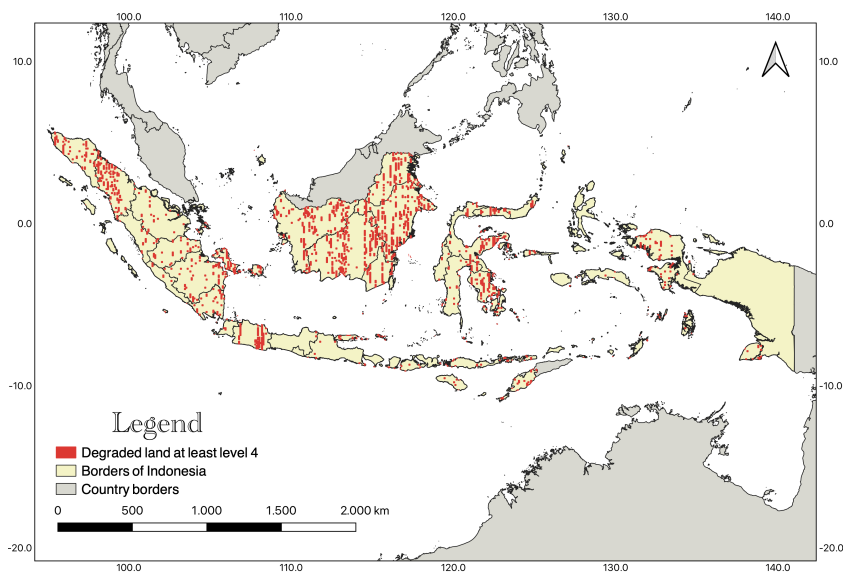 100.0 110.0 120.0 130.0 140.0
10.0 10.0
0.0 0.0
-10.0 -10.0
Legend
Degraded land at least level 4
Borders of Indonesia
Country borders
0 500 1.000 1.500 2.000 km
-20.0 -20.0
100.0 110.0 120.0 130.0 140.0